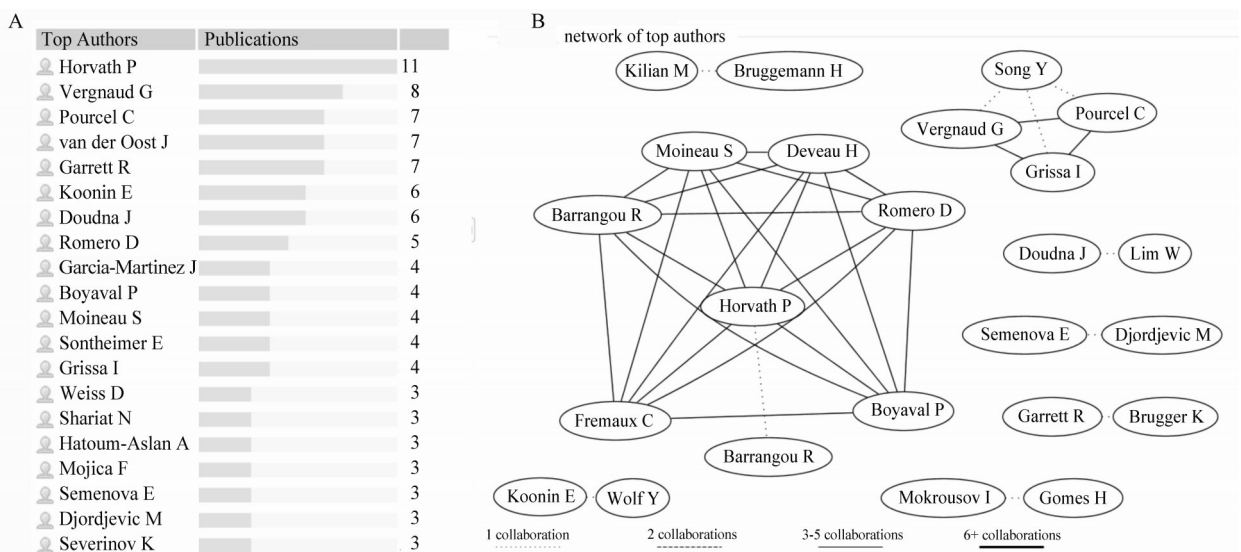 A
Top Authors Publications
Horvath P 11
Vergnaud G 8
Pourcel C 7
van der Oost J 7
Garrett R 7
Koonin E 6
Doudna J 6
Romero D 5
Garcia-Martinez J 4
Boyaval P 4
Moineau S 4
Sontheimer E 4
Grissa I 4
Weiss D 3
Shariat N 3
Hatoum-Aslan A 3
Mojica F 3
Semenova E 3
Djordjevic M 3
Severinov K 3
B
network of top authors
Kilian M Bruggemann H
Song Y
Vergnaud G Pourcel C
Grissa I
Moineau S Deveau H
Barrangou R Romero D
Horvath P
Fremaux C Boyaval P
Barrangou R
Doudna J Lim W
Semenova E Djordjevic M
Garrett R Brugger K
Koonin E Wolf Y
Mokrousov I Gomes H
1 collaboration 2 collaborations 3-5 collaborations 6+ collaborations